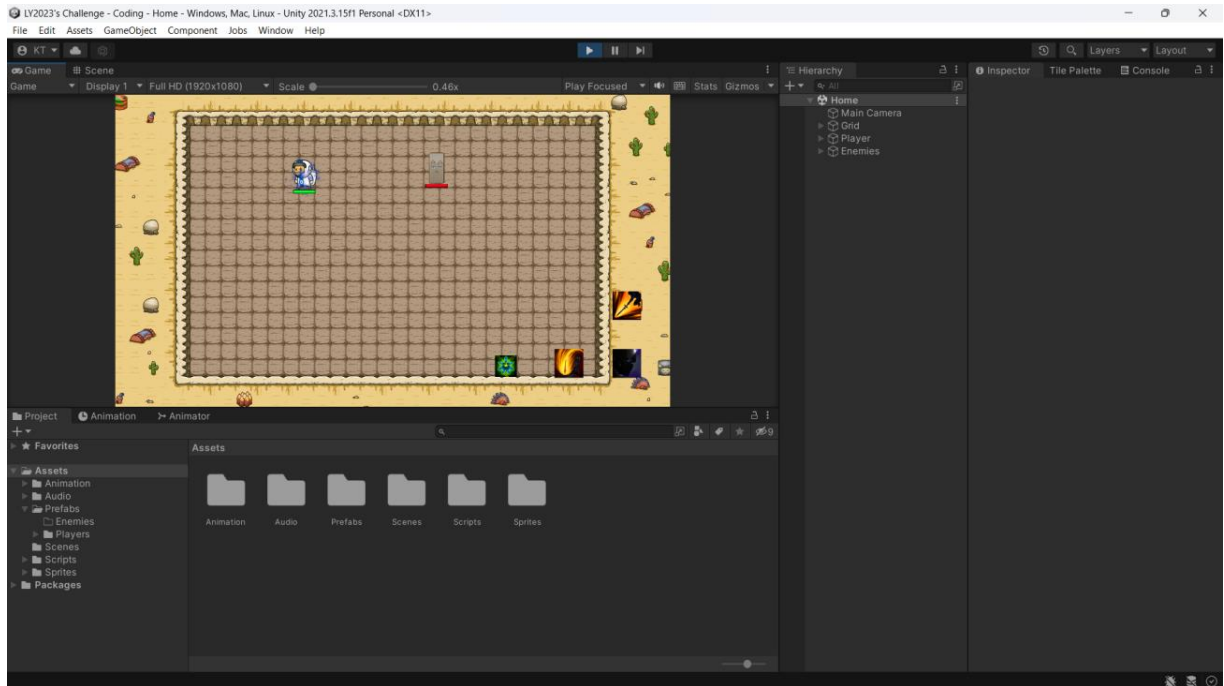 LY2023's Challenge - Coding - Home - Windows, Mac, Linux - Unity 2021.3.15f1 Personal <DX11>
File Edit Assets GameObject Component Jobs Window Help
KT Layers Layout
Game Scene
Game Display 1 Full HD (1920x1080) Scale 0.46x Play Focused Stats Gizmos
Hierarchy
All
Home
Main Camera
Grid
Player
Enemies
Inspector Tile Palette Console
Project Animation Animator
9
Favorites
Assets
Animation
Audio
Prefabs
Enemies
Players
Scenes
Scripts
Sprites
Packages
Assets
Animation Audio Prefabs Scenes Scripts Sprites